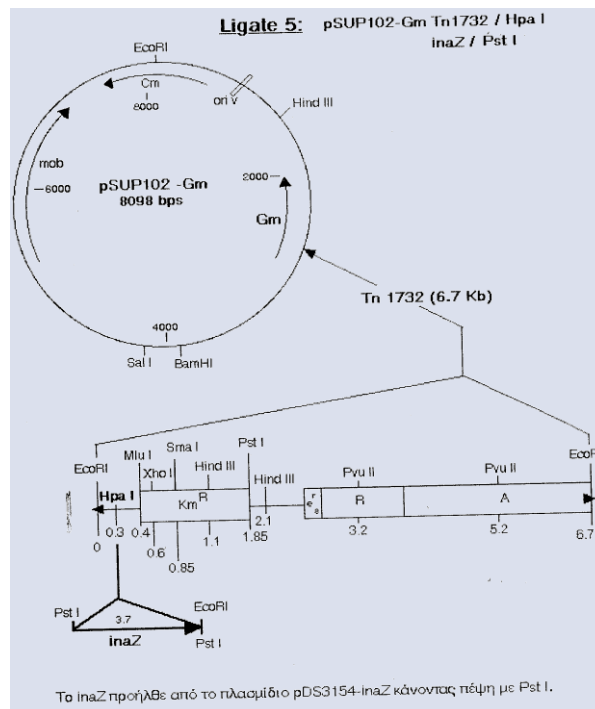 Ligate 5: pSUP102-Gm Tn1732 / Hpa I
inaZ / Pst I
EcoRI
Cm
8000
ori v
Hind III
mob
pSUP102 -Gm
8098 bps
2000
6000
Gm
Tn 1732 (6.7 Kb)
4000
Sal I
BamHI
Pst I
Mlu I
Sma I
EcoRI
Xho I
Hind III
Hind III
Pvu II
Pvu II
EcoRI
Hpa I
Km R
res
R
A
0
0.3
0.4
0.6
0.85
1.1
1.85
2.1
3.2
5.2
6.7
Pst I
3.7
EcoRI
inaZ
Pst I
Το inaZ προήλθε από το πλασμίδιο pDS3154-inaZ κάνοντας πέψη με Pst I.